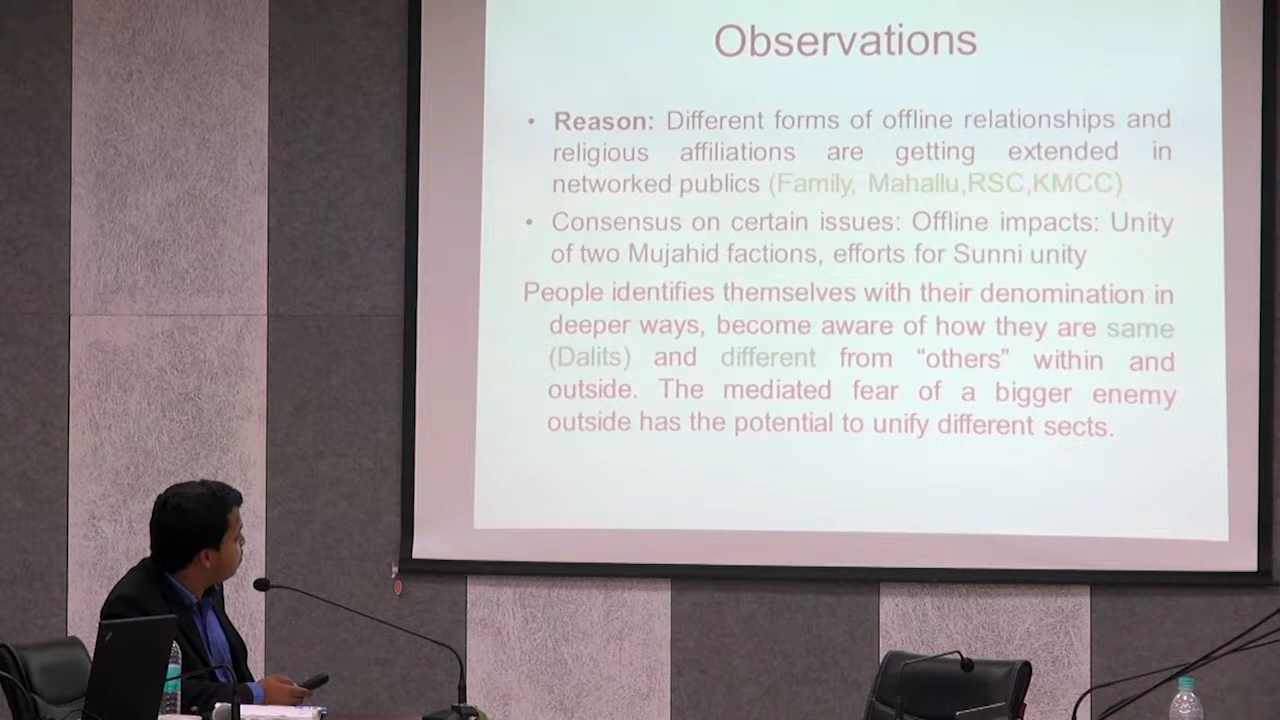 Observations
• Reason: Different forms of offline relationships and
religious affiliations are getting extended in
networked publics (Family, Mahallu,RSC,KMCC)
• Consensus on certain issues: Offline impacts: Unity
of two Mujahid factions, efforts for Sunni unity
People identifies themselves with their denomination in
deeper ways, become aware of how they are same
(Dalits) and different from “others” within and
outside. The mediated fear of a bigger enemy
outside has the potential to unify different sects.